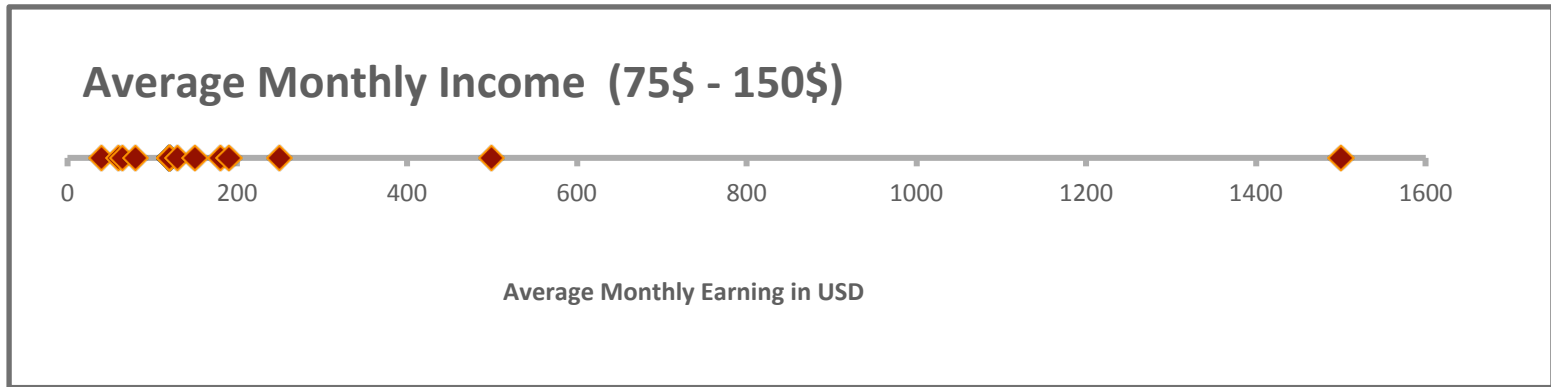 Average Monthly Income (75$ - 150$)
0 200 400 600 800 1000 1200 1400 1600
Average Monthly Earning in USD